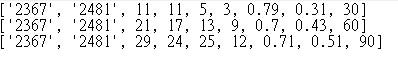 ['2367', '2481', 11, 11, 5, 3, 0.79, 0.31, 30]
['2367', '2481', 21, 17, 13, 9, 0.7, 0.43, 60]
['2367', '2481', 29, 24, 25, 12, 0.71, 0.51, 90]